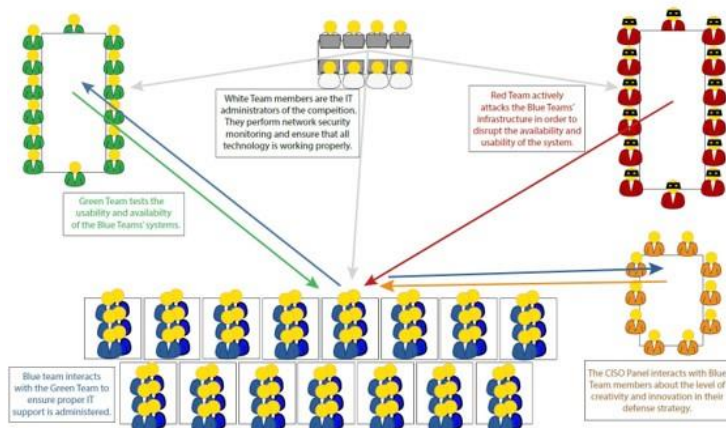 White Team members are the IT
administrators of the compeition.
They perform network security
monitoring and ensure that all
technology is working properly.
Red Team actively
attacks the Blue Teams'
infrastructure in order to
disrupt the availability and
usability of the system.
Green Team tests the
usability and availabilty
of the Blue Teams' systems.
Blue team interacts
with the Green Team to
ensure proper IT
support is administered.
The CISO Panel interacts with Blue
Team members about the level of
creativity and innovation in their
defense strategy.